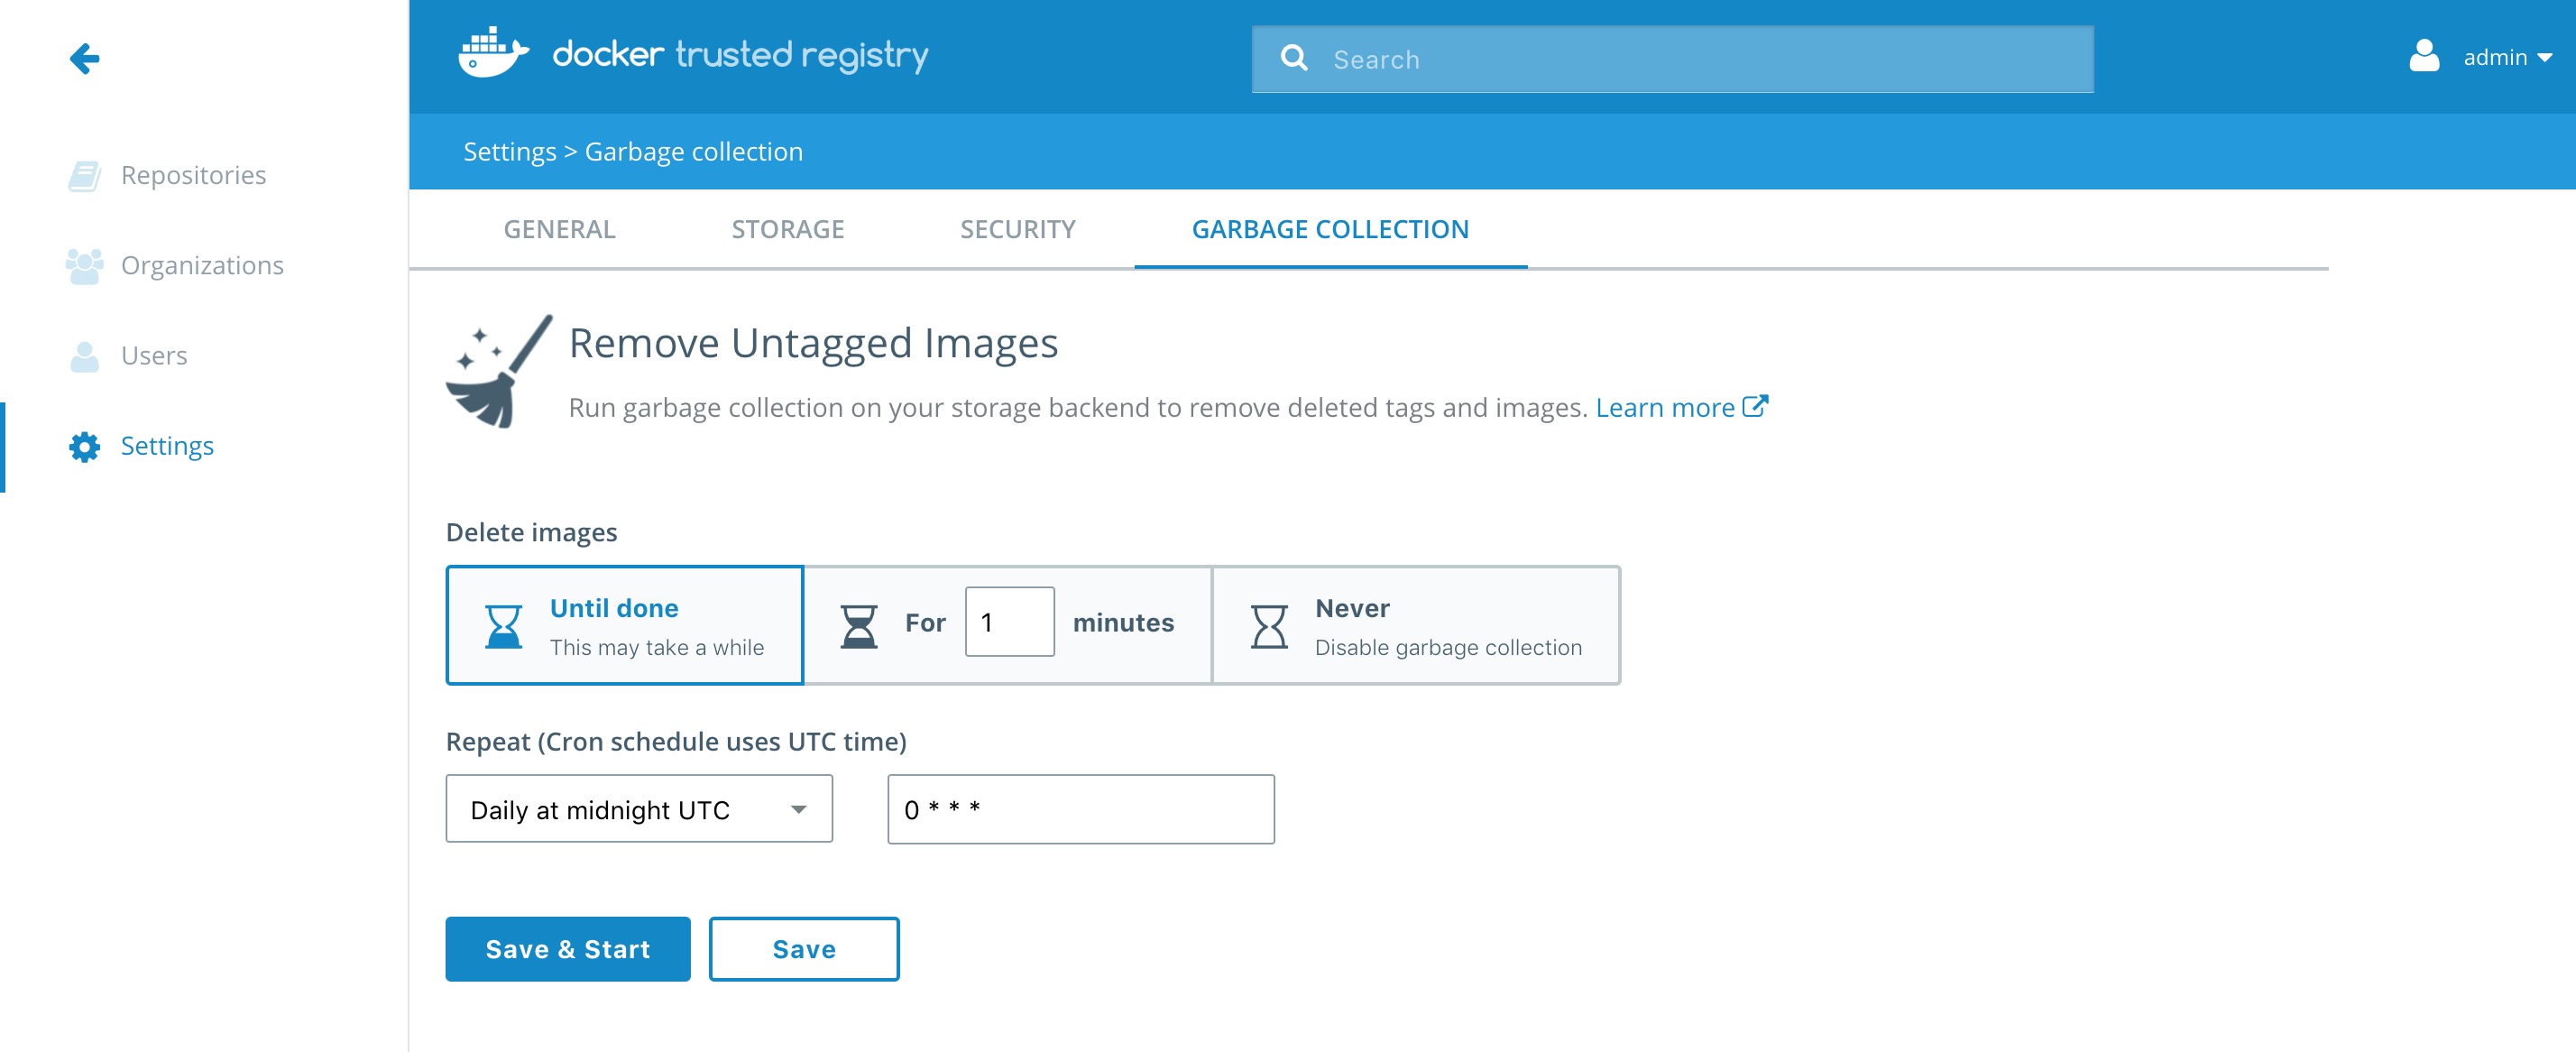 docker trusted registry
Search
admin
Settings > Garbage collection
Repositories
Organizations
Users
Settings
GENERAL
STORAGE
SECURITY
GARBAGE COLLECTION
Remove Untagged Images
Run garbage collection on your storage backend to remove deleted tags and images. Learn more
Delete images
Until done
This may take a while
For 1 minutes
Never
Disable garbage collection
Repeat (Cron schedule uses UTC time)
Daily at midnight UTC
0 * * *
Save & Start
Save